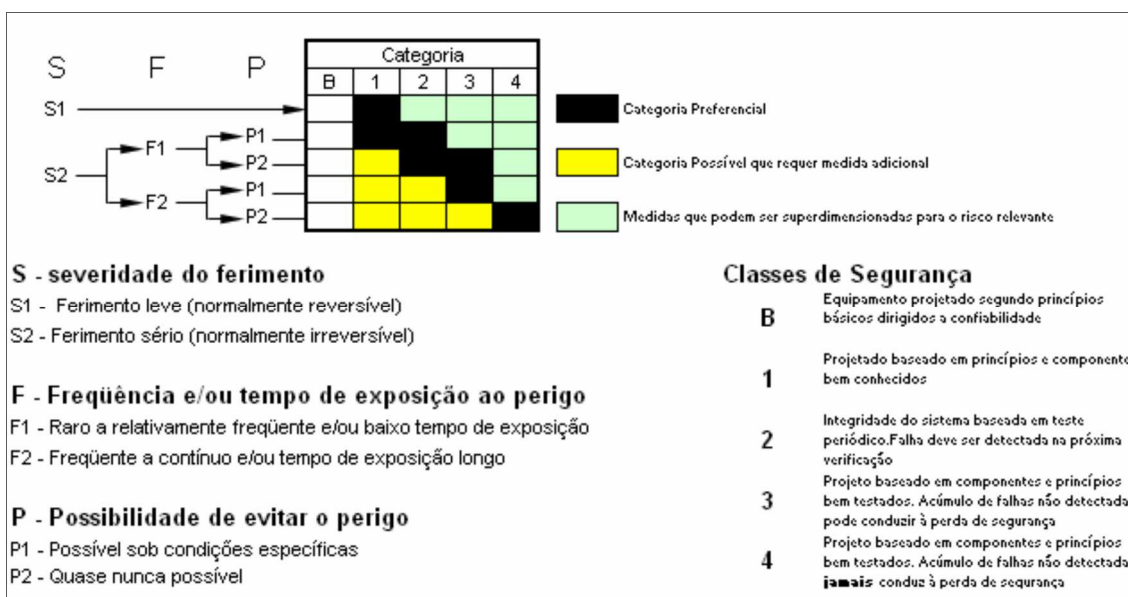 Categoria
S F P
B 1 2 3 4
S1
Categoria Preferencial
P1
F1
P2
Categoria Possível que requer medida adicional
S2
P1
F2
P2
Medidas que podem ser superdimensionadas para o risco relevante
S - severidade do ferimento
S1 - Ferimento leve (normalmente reversível)
S2 - Ferimento sério (normalmente irreversível)
F - Freqüência e/ou tempo de exposição ao perigo
F1 - Raro a relativamente freqüente e/ou baixo tempo de exposição
F2 - Freqüente a contínuo e/ou tempo de exposição longo
P - Possibilidade de evitar o perigo
P1 - Possível sob condições específicas
P2 - Quase nunca possível
Classes de Segurança
B
Equipamento projetado segundo princípios
básicos dirigidos a confiabilidade
1
Projetado baseado em princípios e componente
bem conhecidos
2
Integridade do sistema baseada em teste
periódico.Falha deve ser detectada na próxima
verificação
3
Projeto baseado em componentes e princípios
bem testados. Acúmulo de falhas não detectada
pode conduzir à perda de segurança
4
Projeto baseado em componentes e princípios
bem testados. Acúmulo de falhas não detectada
jamais conduz à perda de segurança